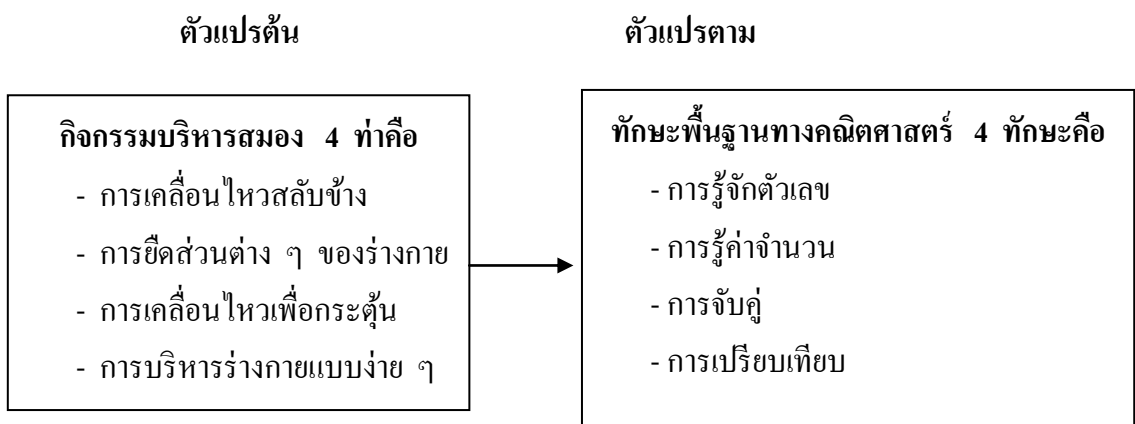 ตัวแปรต้น
ตัวแปรตาม
กิจกรรมบริหารสมอง 4 ท่าคือ
- การเคลื่อนไหวสลับข้าง
- การยืดส่วนต่าง ๆ ของร่างกาย
- การเคลื่อนไหวเพื่อกระตุ้น
- การบริหารร่างกายแบบง่าย ๆ
ทักษะพื้นฐานทางคณิตศาสตร์ 4 ทักษะคือ
- การรู้จักตัวเลข
- การรู้ค่าจำนวน
- การจับคู่
- การเปรียบเทียบ